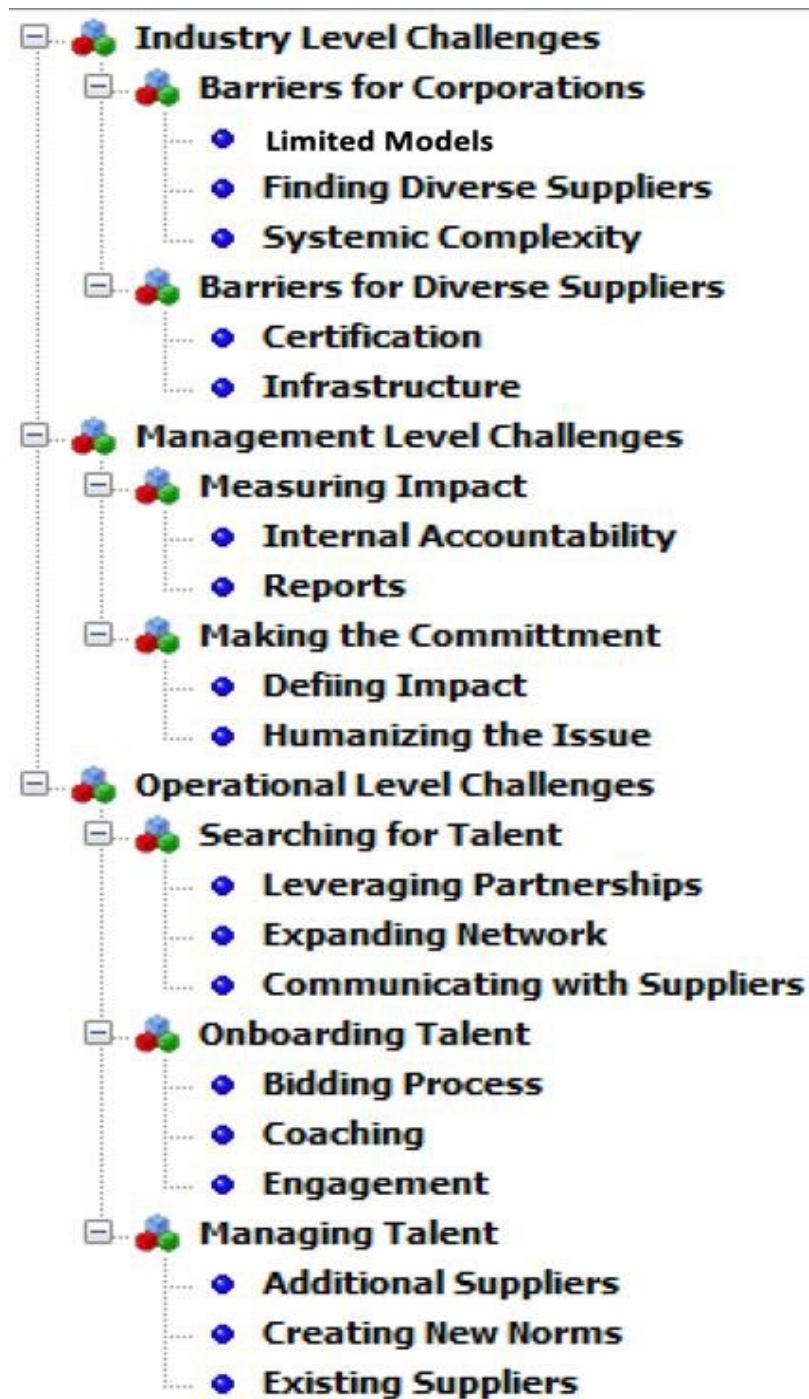 Industry Level Challenges
Barriers for Corporations
Limited Models
Finding Diverse Suppliers
Systemic Complexity
Barriers for Diverse Suppliers
Certification
Infrastructure
Management Level Challenges
Measuring Impact
Internal Accountability
Reports
Making the Committment
Defiing Impact
Humanizing the Issue
Operational Level Challenges
Searching for Talent
Leveraging Partnerships
Expanding Network
Communicating with Suppliers
Onboarding Talent
Bidding Process
Coaching
Engagement
Managing Talent
Additional Suppliers
Creating New Norms
Existing Suppliers